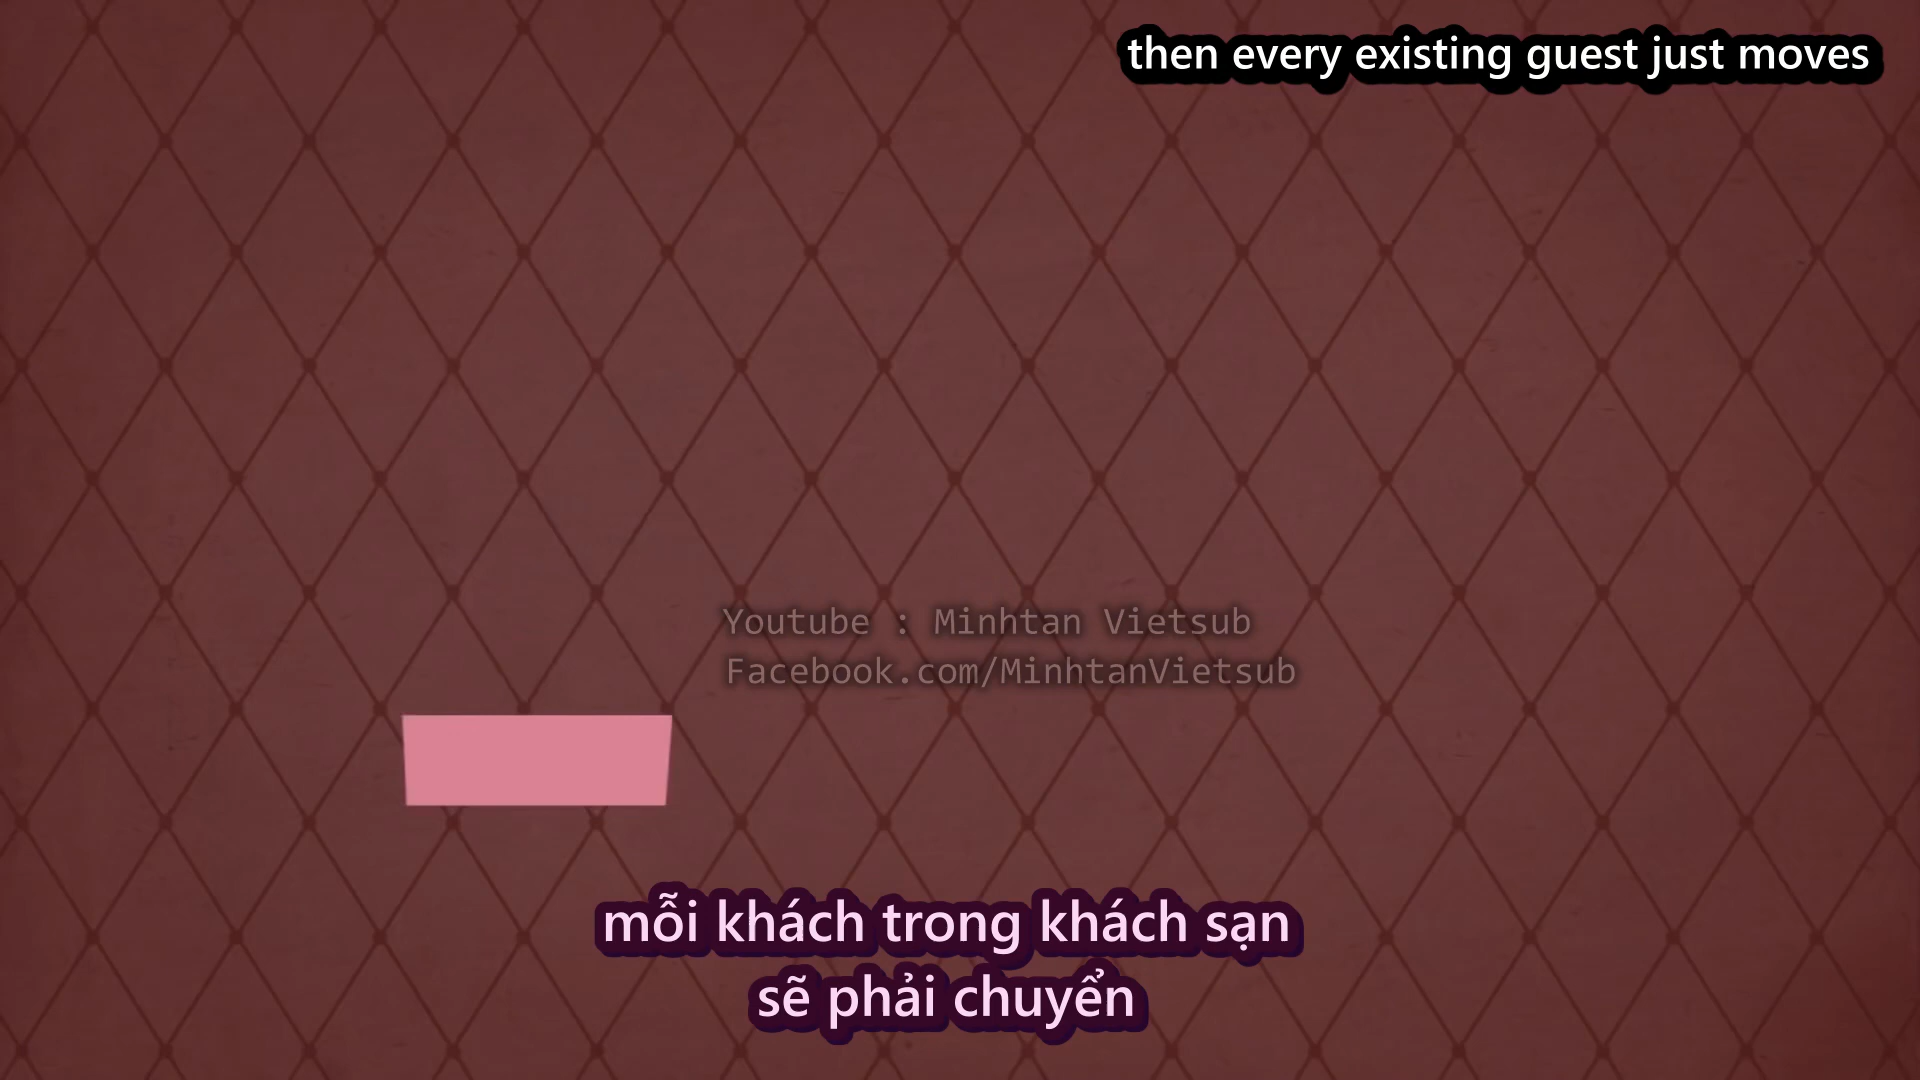 then every existing guest just moves
Youtube : Minhtan Vietsub
Facebook.com/MinhtanVietsub
mỗi khách trong khách sạn
sẽ phải chuyển